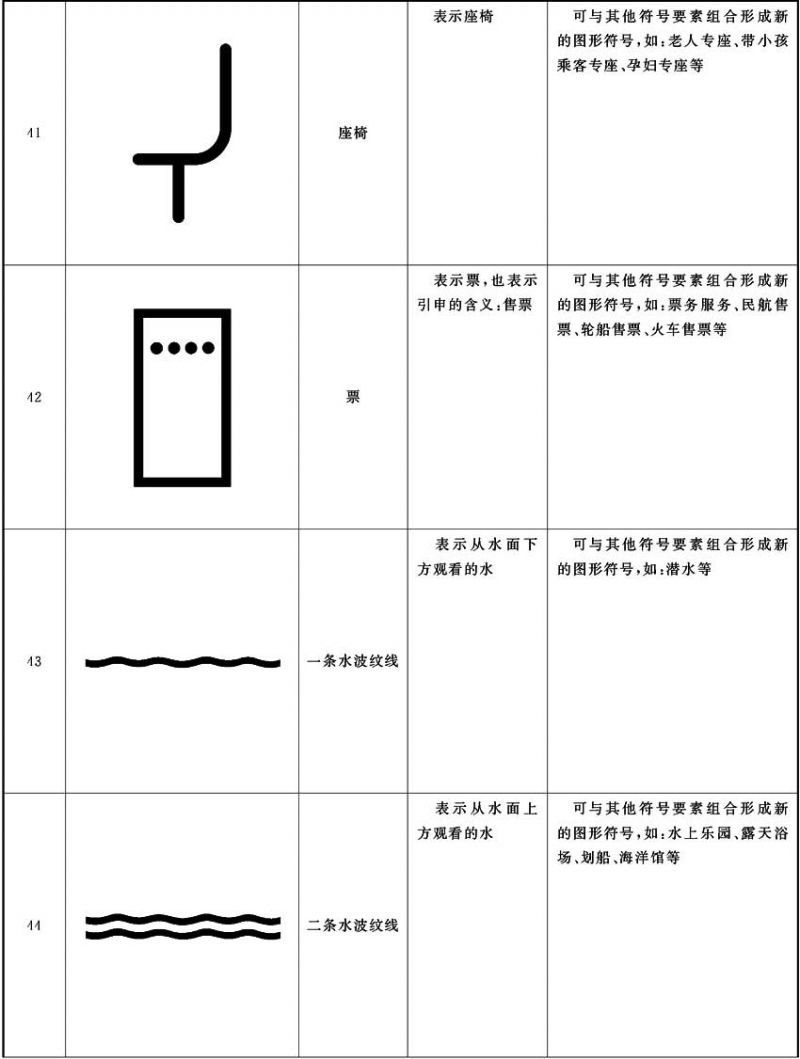 41
座椅
表示座椅
可与其他符号要素组合形成新
的图形符号,如:老人专座、带小孩
乘客专座、孕妇专座等
42
票
表示票,也表示
引申的含义:售票
可与其他符号要素组合形成新
的图形符号,如:票务服务、民航售
票、轮船售票、火车售票等
43
一条水波纹线
表示从水面下
方观看的水
可与其他符号要素组合形成新
的图形符号,如:潜水等
44
二条水波纹线
表示从水面上
方观看的水
可与其他符号要素组合形成新
的图形符号,如:水上乐园、露天浴
场、划船、海洋馆等